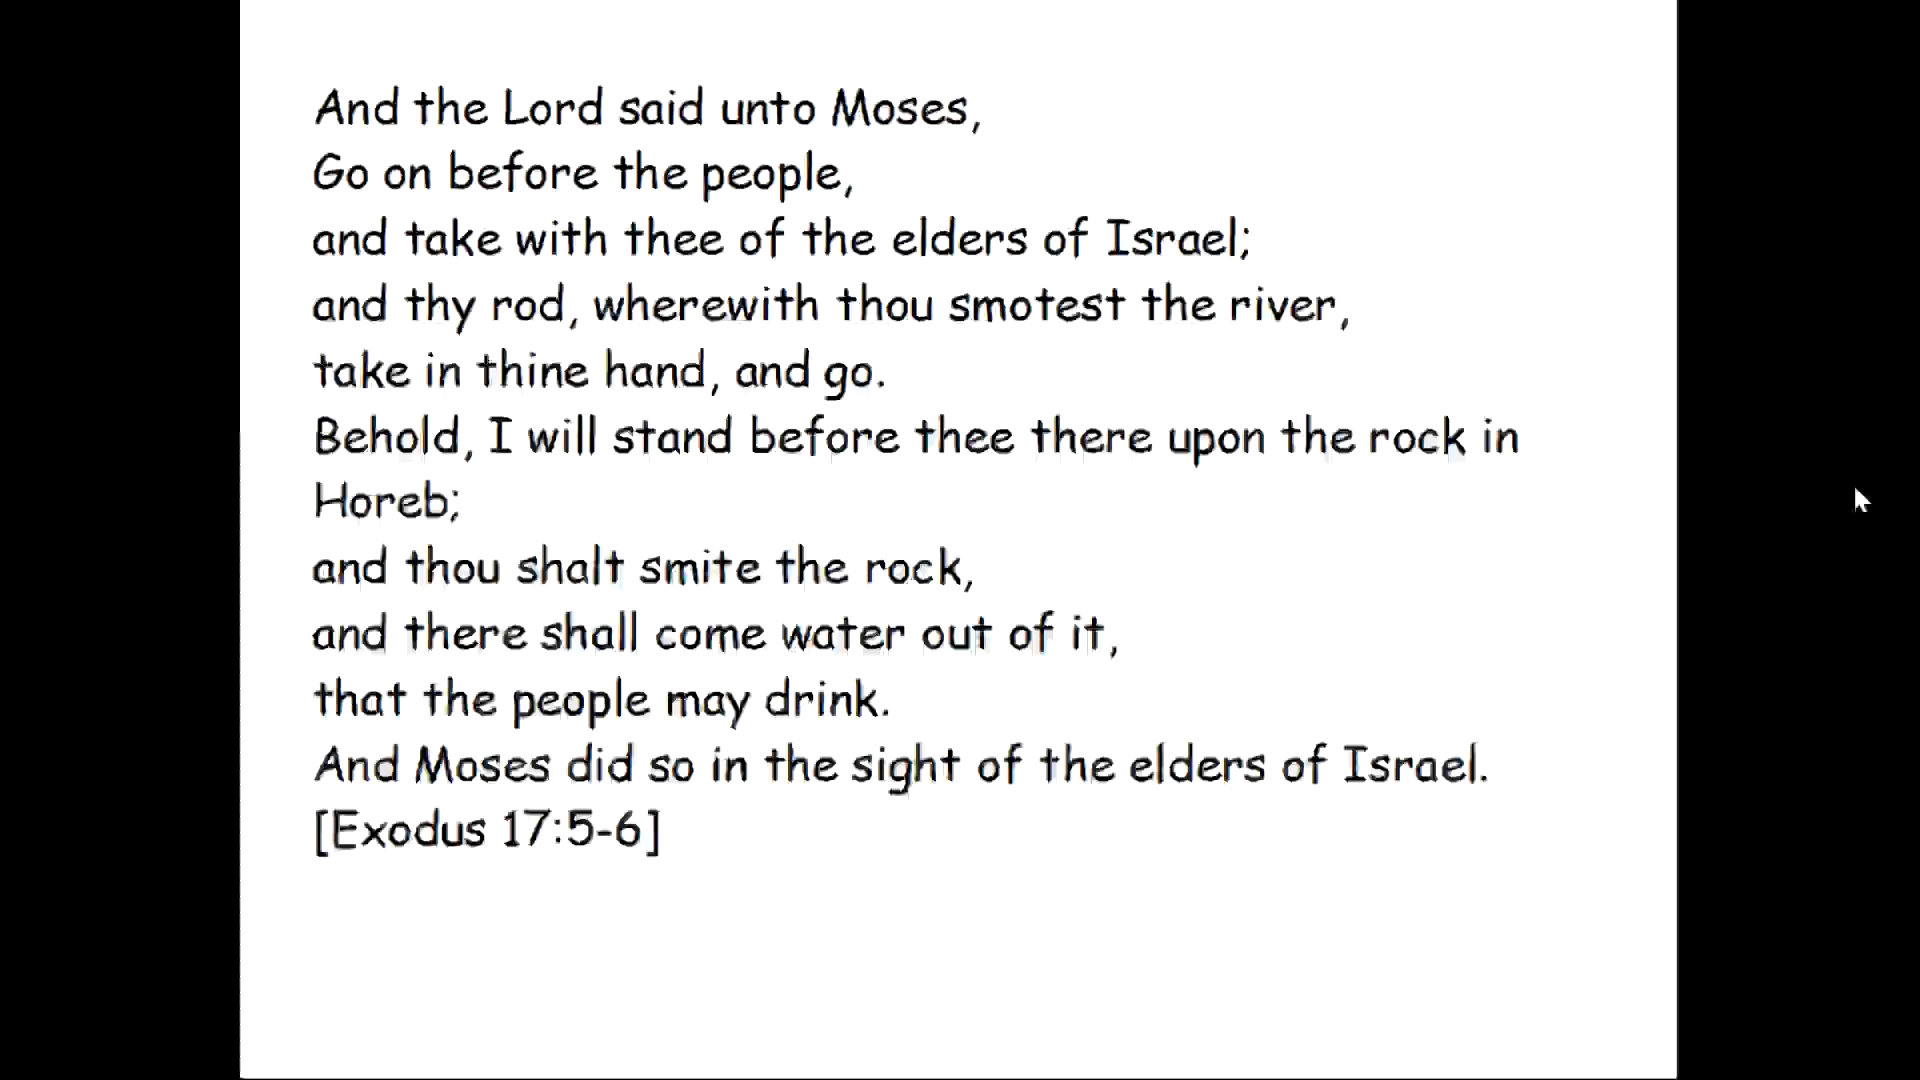 And the Lord said unto Moses,
Go on before the people,
and take with thee of the elders of Israel;
and thy rod, wherewith thou smotest the river,
take in thine hand, and go.
Behold, I will stand before thee there upon the rock in
Horeb;
and thou shalt smite the rock,
and there shall come water out of it,
that the people may drink.
And Moses did so in the sight of the elders of Israel.
[Exodus 17:5-6]